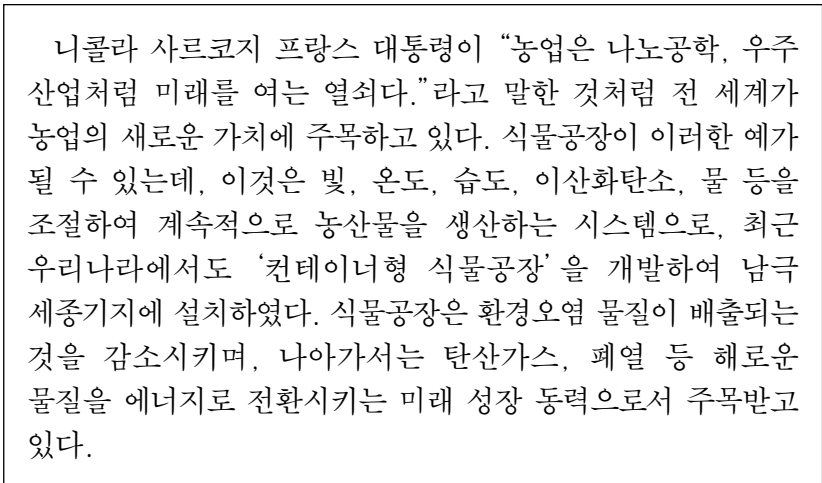 니콜라 사르코지 프랑스 대통령이 “농업은 나노공학, 우주
산업처럼 미래를 여는 열쇠다.”라고 말한 것처럼 전 세계가
농업의 새로운 가치에 주목하고 있다. 식물공장이 이러한 예가
될 수 있는데, 이것은 빛, 온도, 습도, 이산화탄소, 물 등을
조절하여 계속적으로 농산물을 생산하는 시스템으로, 최근
우리나라에서도 ‘컨테이너형 식물공장’을 개발하여 남극
세종기지에 설치하였다. 식물공장은 환경오염 물질이 배출되는
것을 감소시키며, 나아가서는 탄산가스, 폐열 등 해로운
물질을 에너지로 전환시키는 미래 성장 동력으로서 주목받고
있다.